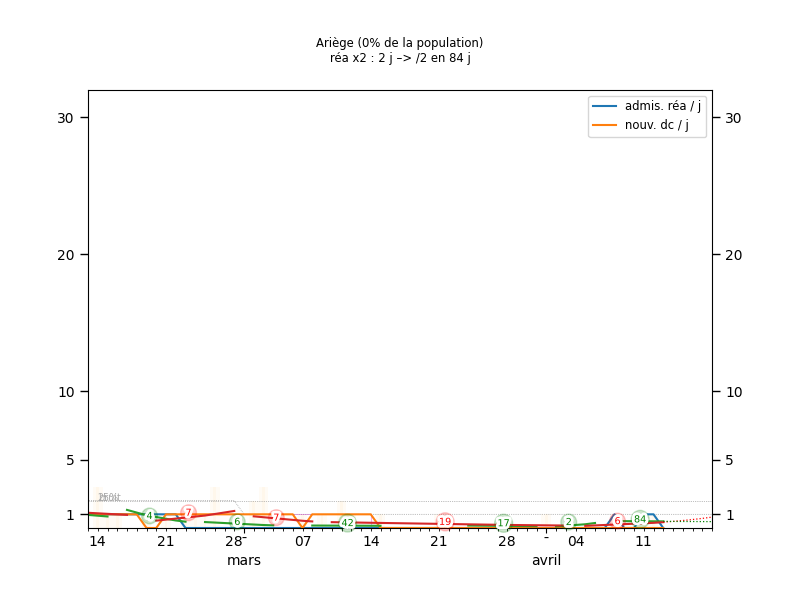 Ariège (0% de la population)
réa x2 : 2 j –> /2 en 84 j
admis. réa / j
nouv. dc / j
30 30
20 20
10 10
5 5
1 1
4 7 6 7 42 19 17 2 6 84
14 21 28 07 14 21 28 04 11
mars avril